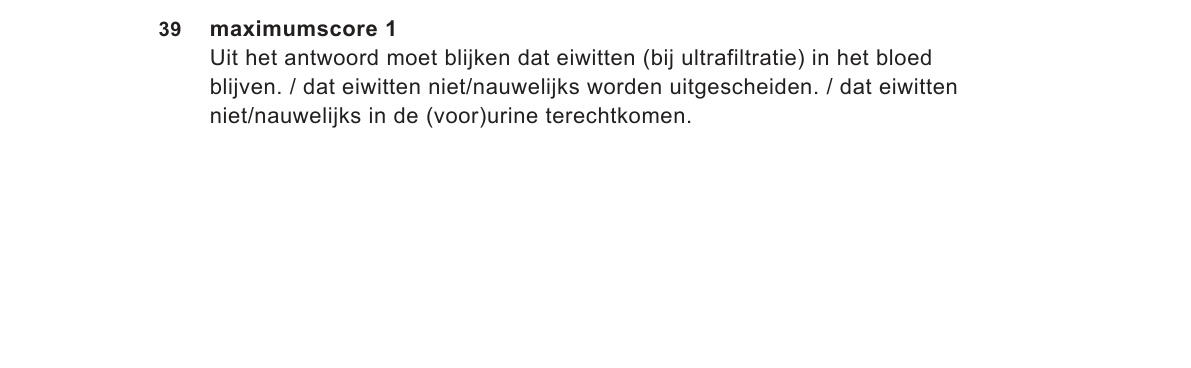 39 maximumscore 1
Uit het antwoord moet blijken dat eiwitten (bij ultrafiltratie) in het bloed
blijven. / dat eiwitten niet/nauwelijks worden uitgescheiden. / dat eiwitten
niet/nauwelijks in de (voor)urine terechtkomen.